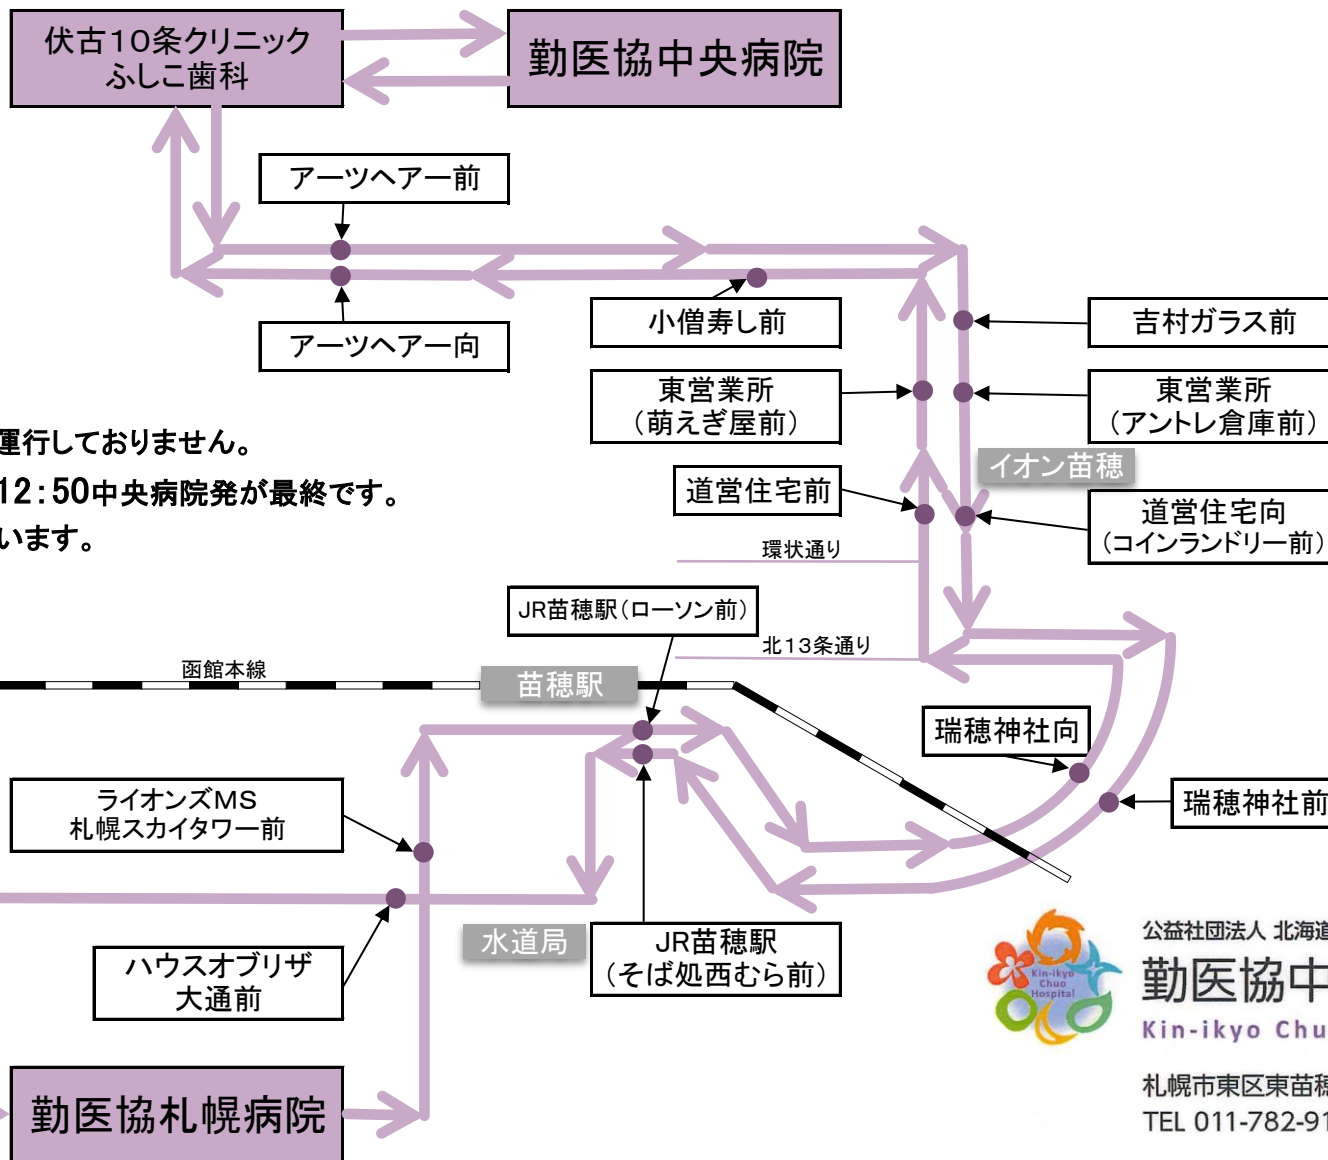 伏古10条クリニック
ふしこ歯科
勤医協中央病院
アーツヘアー前
アーツヘアー向
小僧寿し前
吉村ガラス前
東営業所
(萌えぎ屋前)
東営業所
(アントレ倉庫前)
運行しておりません。
12:50中央病院発が最終です。
います。
イオン苗穂
道営住宅前
道営住宅向
(コインランドリー前)
環状通り
JR苗穂駅(ローソン前)
北13条通り
函館本線
苗穂駅
瑞穂神社向
瑞穂神社前
ライオンズMS
札幌スカイタワー前
水道局
JR苗穂駅
(そば処西むら前)
ハウスオブリザ
大通前
勤医協札幌病院
Kin-ikyo
Chuo
Hospital
公益社団法人 北海道
勤医協中
Kin-ikyo Chu
札幌市東区東苗穂
TEL 011-782-91